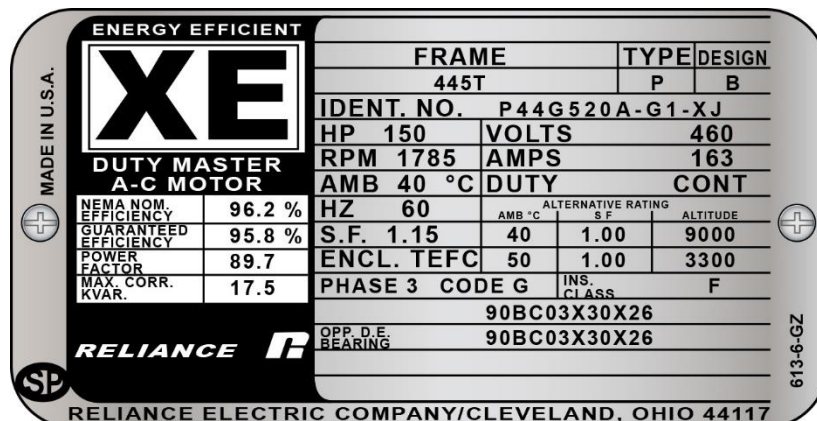 ENERGY EFFICIENT
XE
DUTY MASTER
A-C MOTOR
NEMA NOM. EFFICIENCY 96.2 %
GUARANTEED EFFICIENCY 95.8 %
POWER FACTOR 89.7
MAX. CORR. KVAR. 17.5
RELIANCE
MADE IN U.S.A.
SP
FRAME TYPE DESIGN
445T P B
IDENT. NO. P44G520A-G1-XJ
HP 150 VOLTS 460
RPM 1785 AMPS 163
AMB 40 °C DUTY CONT
HZ 60 ALTERNATIVE RATING
AMB °C S F ALTITUDE
S.F. 1.15 40 1.00 9000
ENCL. TEFC 50 1.00 3300
PHASE 3 CODE G INS. CLASS F
90BC03X30X26
OPP. D.E. BEARING 90BC03X30X26
613-6-GZ
RELIANCE ELECTRIC COMPANY/CLEVELAND, OHIO 44117